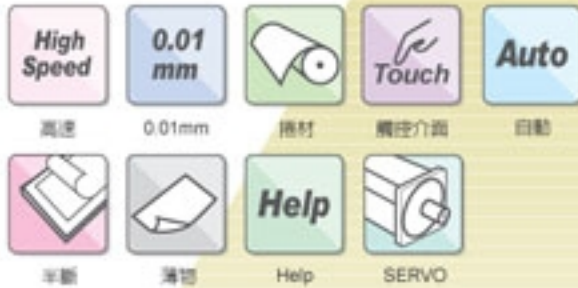 High Speed
0.01 mm
Touch
Auto
高速
0.01mm
捲材
觸控介面
自動
Help
半斷
薄物
Help
SERVO